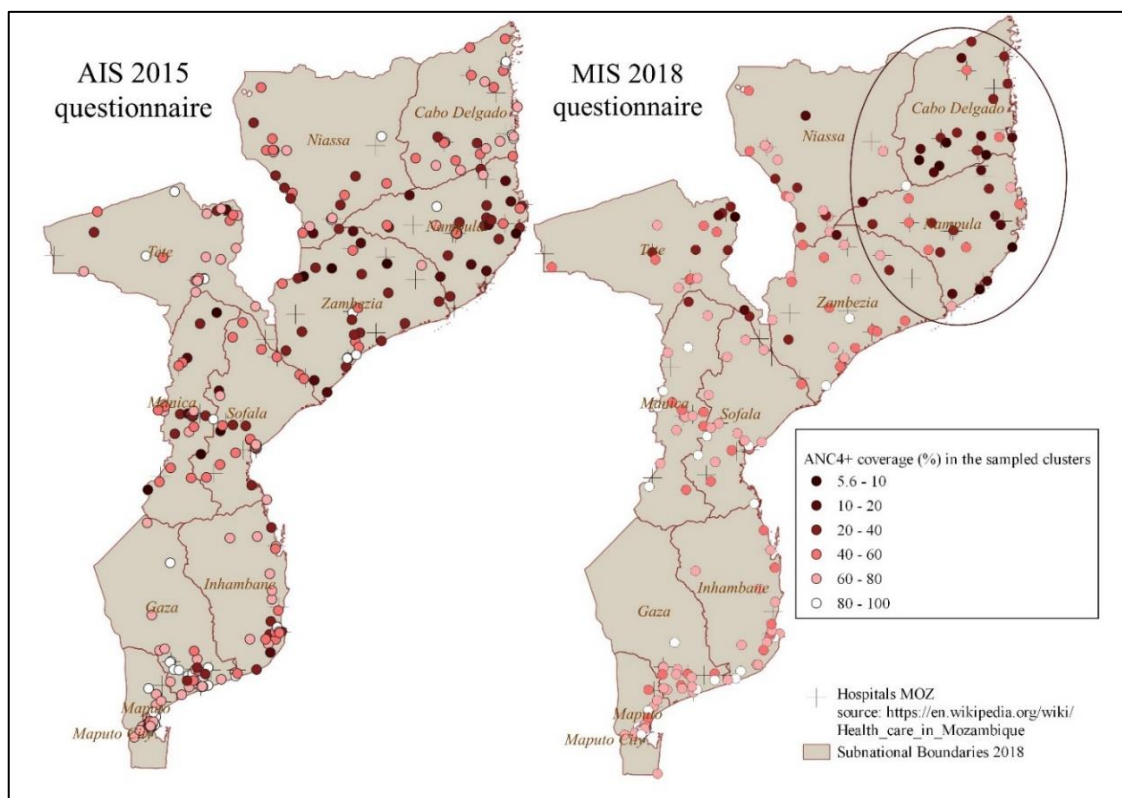 AIS 2015
questionnaire
MIS 2018
questionnaire
Cabo Delgado
Niassa
Nampula
Tete
Zambezia
Manica
Sofala
Inhambane
Gaza
Maputo
Maputo City
Cabo Delgado
Niassa
Nampula
Tete
Zambezia
Manica
Sofala
Inhambane
Gaza
Maputo
Maputo City
ANC4+ coverage (%) in the sampled clusters
5.6 - 10
10 - 20
20 - 40
40 - 60
60 - 80
80 - 100
Hospitals MOZ
source: https://en.wikipedia.org/wiki/
Health_care_in_Mozambique
Subnational Boundaries 2018